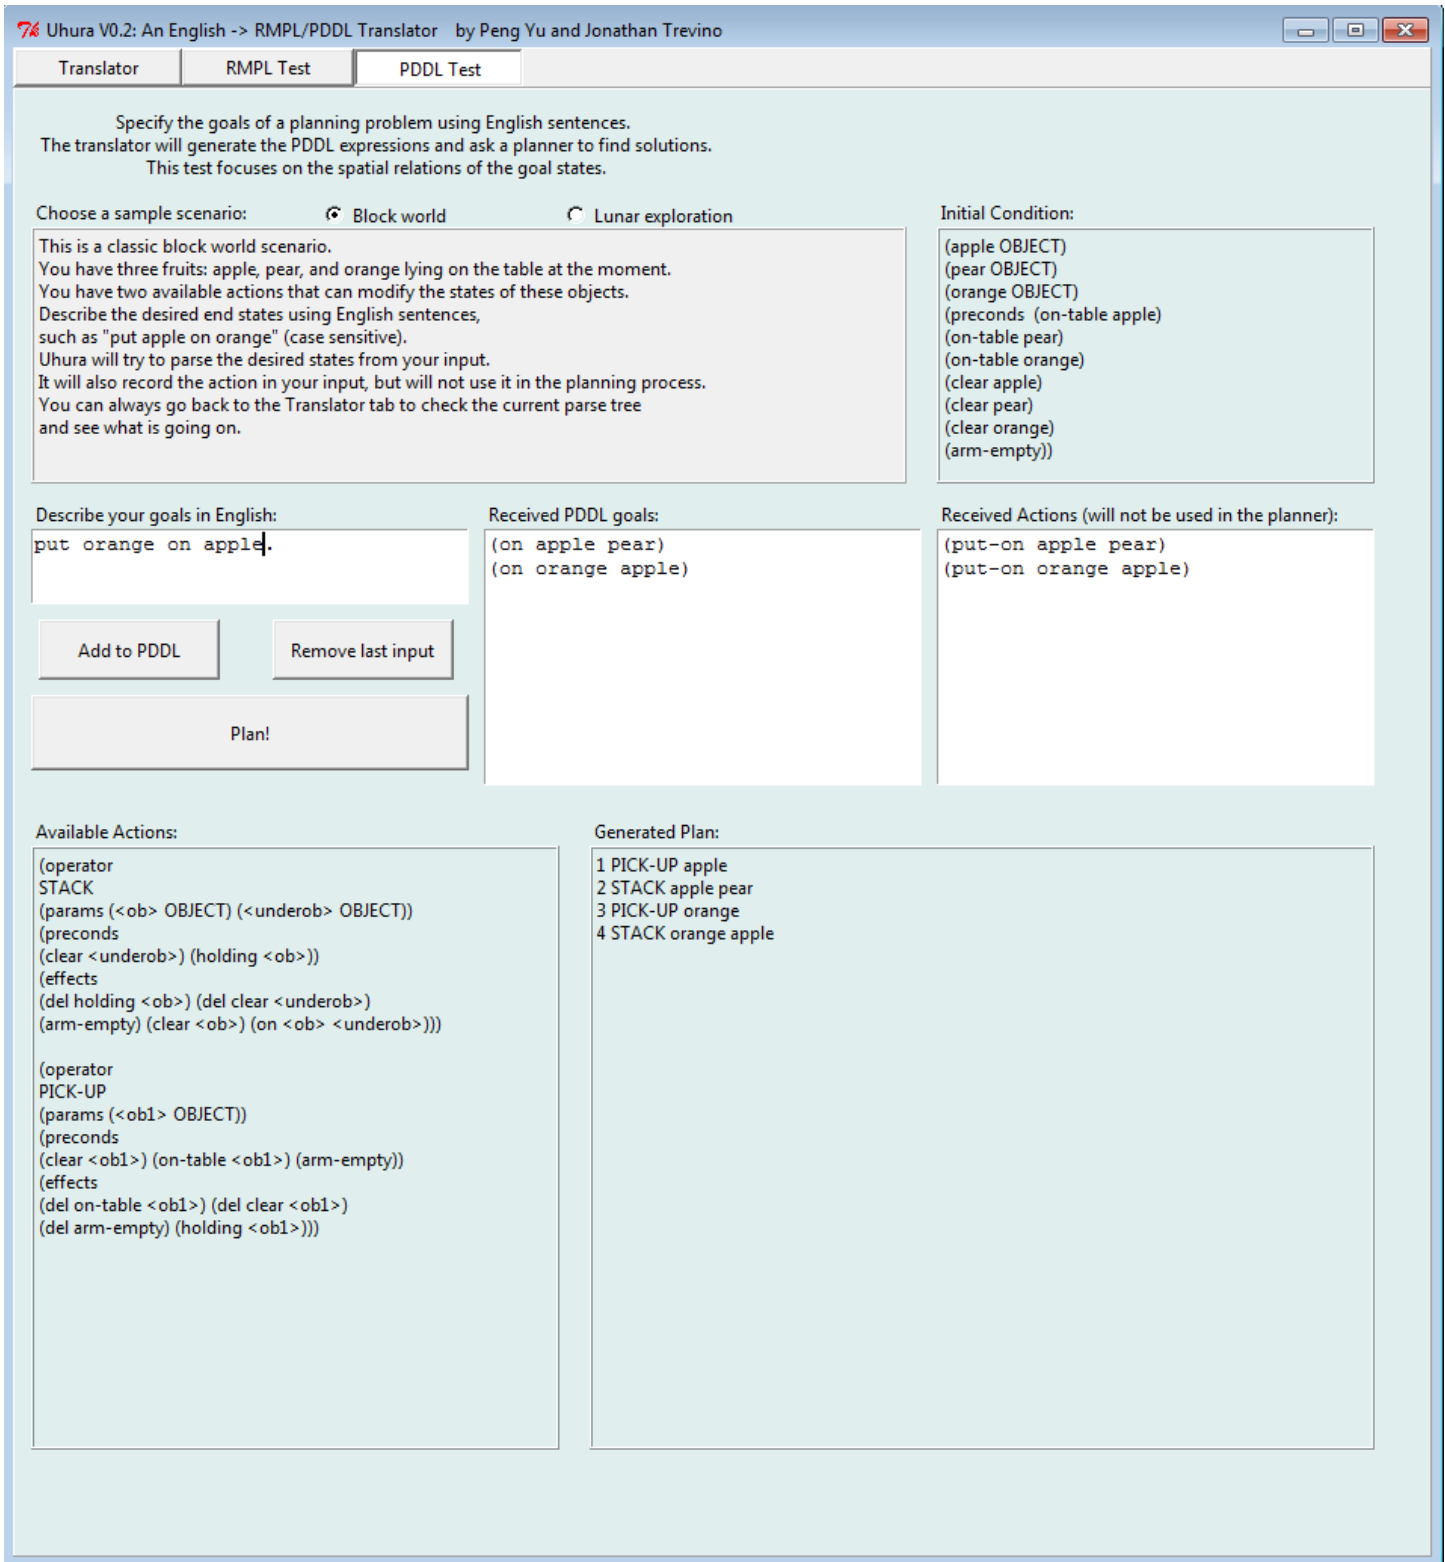 Uhura V0.2: An English -> RMPL/PDDL Translator   by Peng Yu and Jonathan Trevino
Translator
RMPL Test
PDDL Test
Specify the goals of a planning problem using English sentences.
The translator will generate the PDDL expressions and ask a planner to find solutions.
This test focuses on the spatial relations of the goal states.
Choose a sample scenario:
Block world
Lunar exploration
This is a classic block world scenario.
You have three fruits: apple, pear, and orange lying on the table at the moment.
You have two available actions that can modify the states of these objects.
Describe the desired end states using English sentences,
such as "put apple on orange" (case sensitive).
Uhura will try to parse the desired states from your input.
It will also record the action in your input, but will not use it in the planning process.
You can always go back to the Translator tab to check the current parse tree
and see what is going on.
Initial Condition:
(apple OBJECT)
(pear OBJECT)
(orange OBJECT)
(preconds  (on-table apple)
(on-table pear)
(on-table orange)
(clear apple)
(clear pear)
(clear orange)
(arm-empty))
Describe your goals in English:
put orange on apple.
Add to PDDL
Remove last input
Plan!
Received PDDL goals:
(on apple pear)
(on orange apple)
Received Actions (will not be used in the planner):
(put-on apple pear)
(put-on orange apple)
Available Actions:
(operator
STACK
(params (<ob> OBJECT) (<underob> OBJECT))
(preconds
(clear <underob>) (holding <ob>))
(effects
(del holding <ob>) (del clear <underob>)
(arm-empty) (clear <ob>) (on <ob> <underob>)))
(operator
PICK-UP
(params (<ob1> OBJECT))
(preconds
(clear <ob1>) (on-table <ob1>) (arm-empty))
(effects
(del on-table <ob1>) (del clear <ob1>)
(del arm-empty) (holding <ob1>)))
Generated Plan:
1 PICK-UP apple
2 STACK apple pear
3 PICK-UP orange
4 STACK orange apple